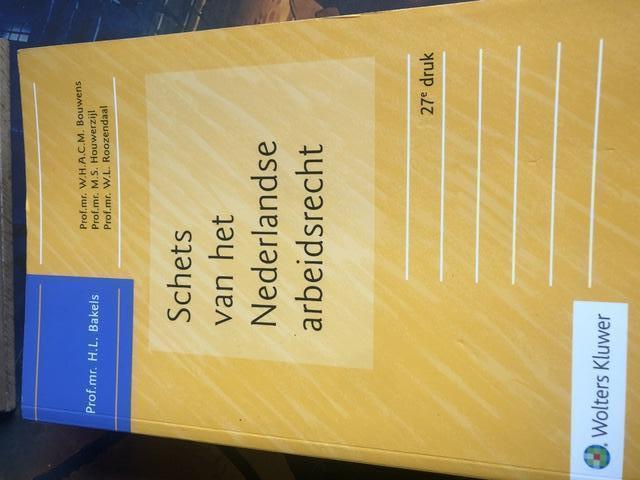 Prof.mr. H.L. Bakels
Prof.mr. W.H.A.C.M. Bouwens
Prof.mr. M.S. Houwerzijl
Prof.mr. W.L. Roozendaal
Schets
van het
Nederlandse
arbeidsrecht
27e druk
Wolters Kluwer